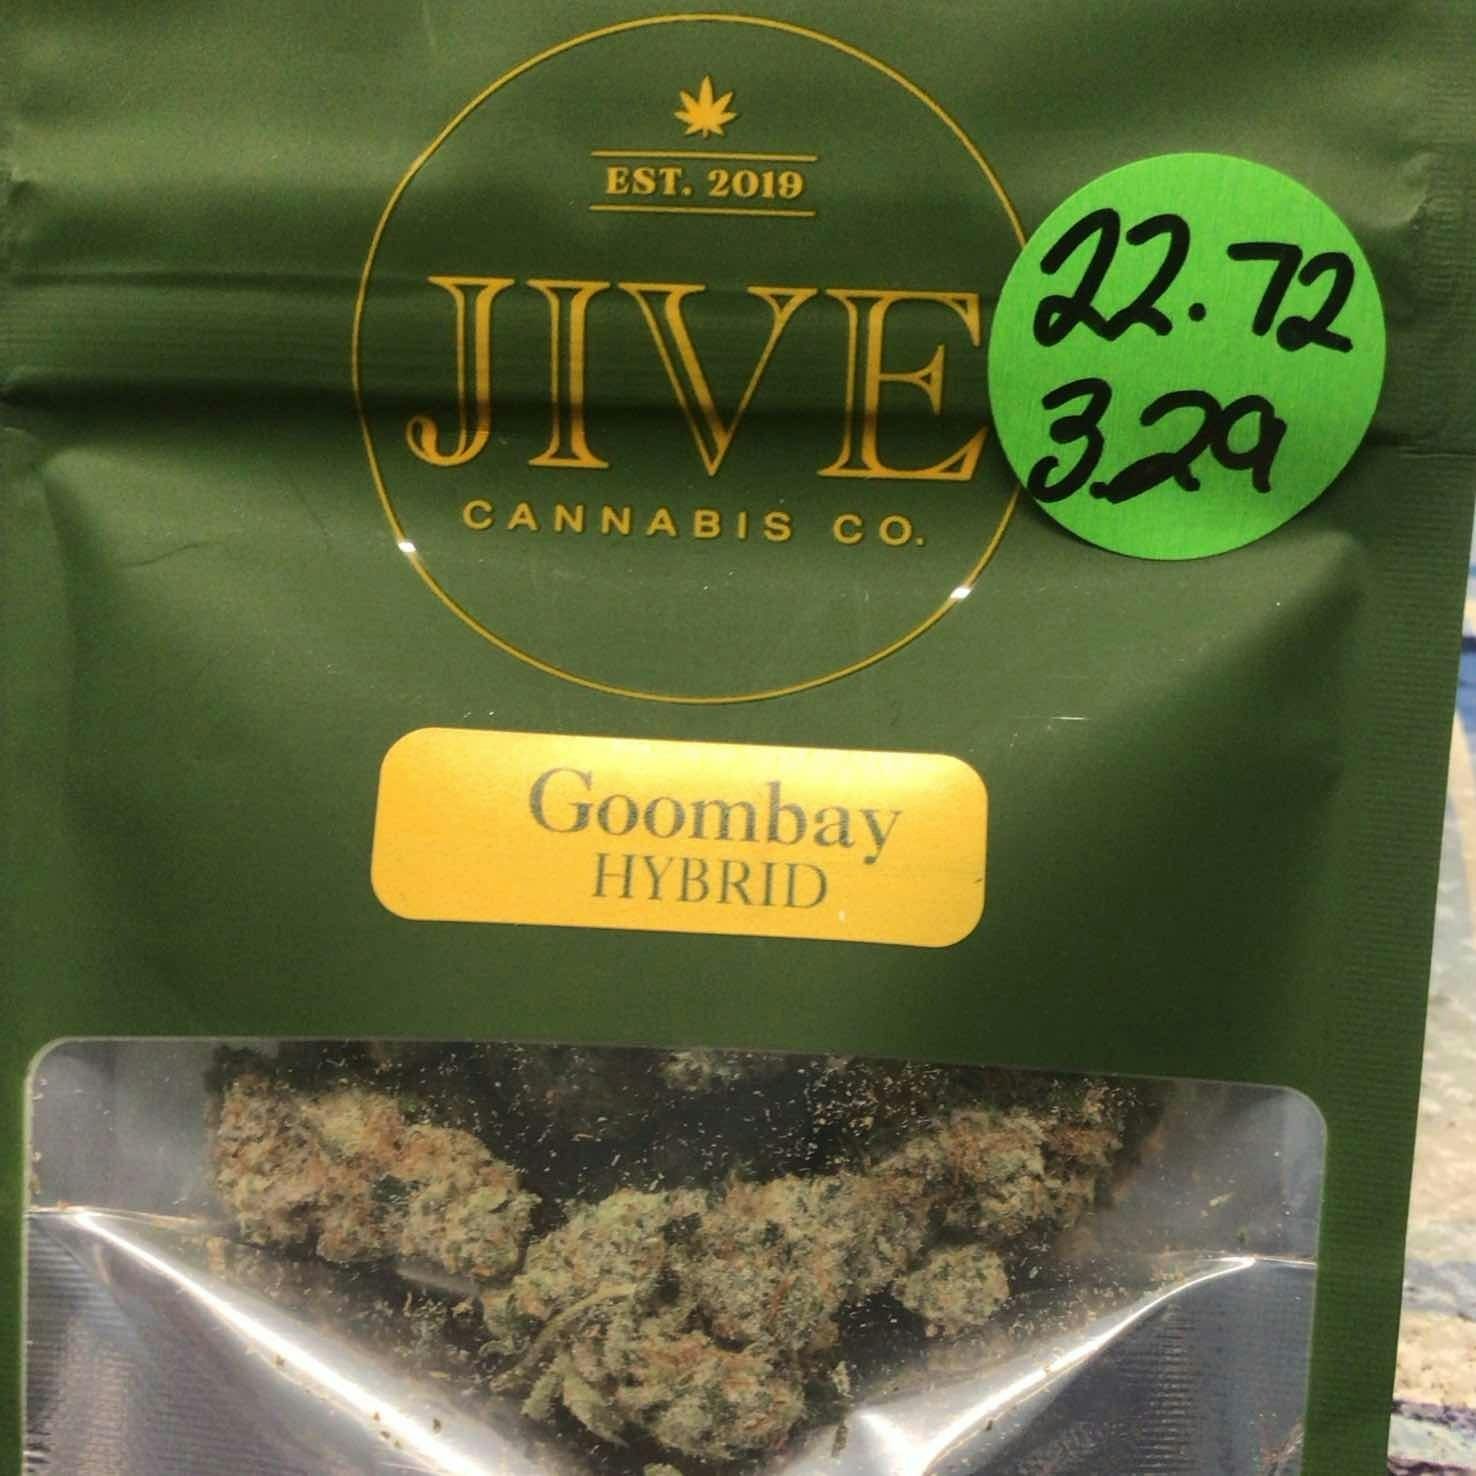 EST. 2019
JIVE
CANNABIS CO.
22.72
3.29
Goombay
HYBRID